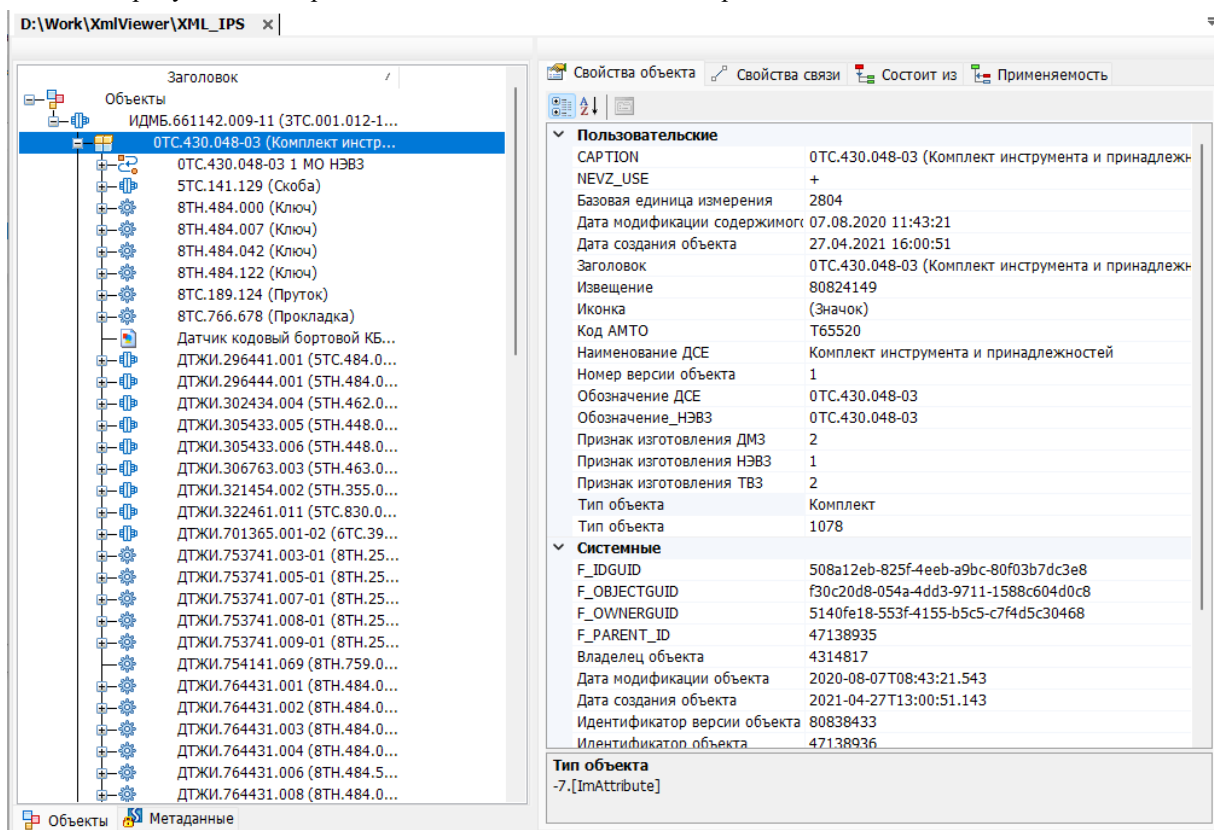 D:\Work\XmlViewer\XML_IPS ×
Заголовок
Объекты
ИДМБ.661142.009-11 (3ТС.001.012-1...
0ТС.430.048-03 (Комплект инстр...
0ТС.430.048-03 1 МО НЭВЗ
5ТС.141.129 (Скоба)
8ТН.484.000 (Ключ)
8ТН.484.007 (Ключ)
8ТН.484.042 (Ключ)
8ТН.484.122 (Ключ)
8ТС.189.124 (Пруток)
8ТС.766.678 (Прокладка)
Датчик кодовый бортовой КБ...
ДТЖИ.296441.001 (5ТС.484.0...
ДТЖИ.296444.001 (5ТН.484.0...
ДТЖИ.302434.004 (5ТН.462.0...
ДТЖИ.305433.005 (5ТН.448.0...
ДТЖИ.305433.006 (5ТН.448.0...
ДТЖИ.306763.003 (5ТН.463.0...
ДТЖИ.321454.002 (5ТН.355.0...
ДТЖИ.322461.011 (5ТС.830.0...
ДТЖИ.701365.001-02 (6ТС.39...
ДТЖИ.753741.003-01 (8ТН.25...
ДТЖИ.753741.005-01 (8ТН.25...
ДТЖИ.753741.007-01 (8ТН.25...
ДТЖИ.753741.008-01 (8ТН.25...
ДТЖИ.753741.009-01 (8ТН.25...
ДТЖИ.754141.069 (8ТН.759.0...
ДТЖИ.764431.001 (8ТН.484.0...
ДТЖИ.764431.002 (8ТН.484.0...
ДТЖИ.764431.003 (8ТН.484.0...
ДТЖИ.764431.004 (8ТН.484.0...
ДТЖИ.764431.006 (8ТН.484.5...
ДТЖИ.764431.008 (8ТН.484.0...
Объекты Метаданные
Свойства объекта Свойства связи Состоит из Применяемость
Пользовательские
CAPTION 0ТС.430.048-03 (Комплект инструмента и принадлежн
NEVZ_USE +
Базовая единица измерения 2804
Дата модификации содержимого 07.08.2020 11:43:21
Дата создания объекта 27.04.2021 16:00:51
Заголовок 0ТС.430.048-03 (Комплект инструмента и принадлежн
Извещение 80824149
Иконка (Значок)
Код АМТО Т65520
Наименование ДСЕ Комплект инструмента и принадлежностей
Номер версии объекта 1
Обозначение ДСЕ 0ТС.430.048-03
Обозначение_НЭВЗ 0ТС.430.048-03
Признак изготовления ДМЗ 2
Признак изготовления НЭВЗ 1
Признак изготовления ТВЗ 2
Тип объекта Комплект
Тип объекта 1078
Системные
F_IDGUID 508a12eb-825f-4eeb-a9bc-80f03b7dc3e8
F_OBJECTGUID f30c20d8-054a-4dd3-9711-1588c604d0c8
F_OWNERGUID 5140fe18-553f-4155-b5c5-c7f4d5c30468
F_PARENT_ID 47138935
Владелец объекта 4314817
Дата модификации объекта 2020-08-07T08:43:21.543
Дата создания объекта 2021-04-27T13:00:51.143
Идентификатор версии объекта 80838433
Идентификатор объекта 47138936
Тип объекта
-7.[ImAttribute]